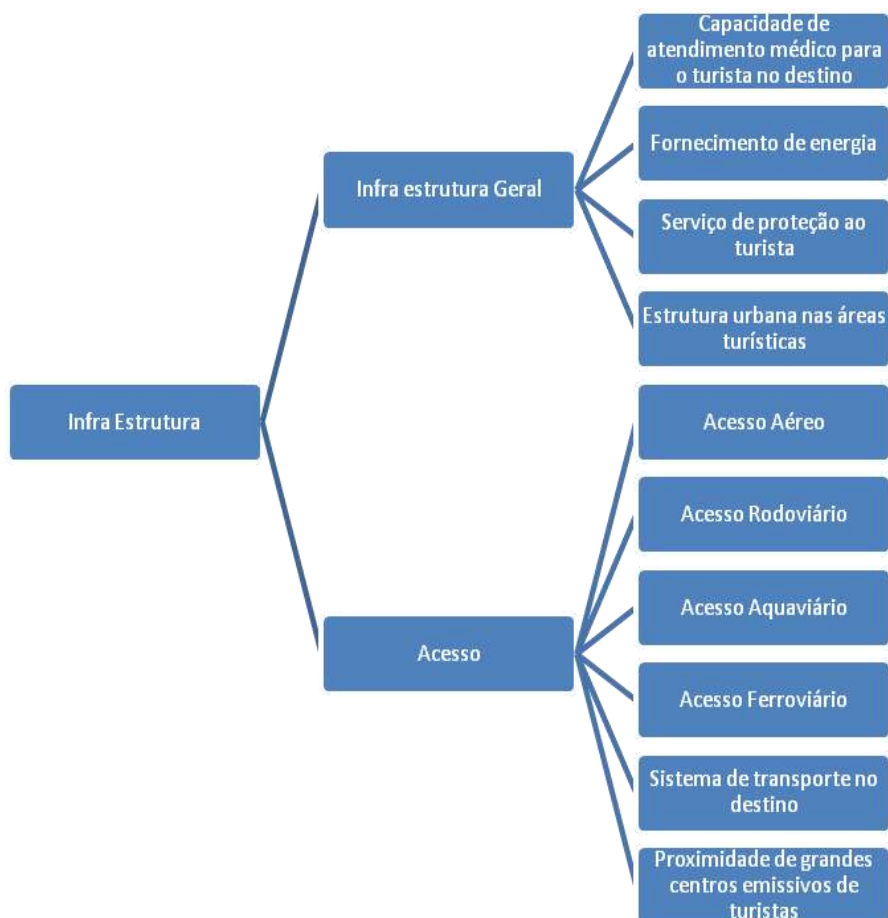 Capacidade de
atendimento médico para
o turista no destino
Fornecimento de energia
Infra estrutura Geral
Serviço de proteção ao
turista
Estrutura urbana nas áreas
turísticas
Infra Estrutura
Acesso Aéreo
Acesso Rodoviário
Acesso Aquaviário
Acesso
Acesso Ferroviário
Sistema de transporte no
destino
Proximidade de grandes
centros emissivos de
turistas